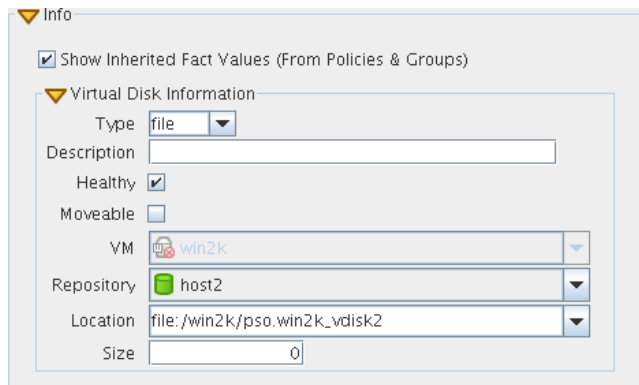 Info
Show Inherited Fact Values (From Policies & Groups)
Virtual Disk Information
Type file
Description
Healthy
Moveable
VM win2k
Repository host2
Location file:/win2k/pso.win2k_vdisk2
Size 0